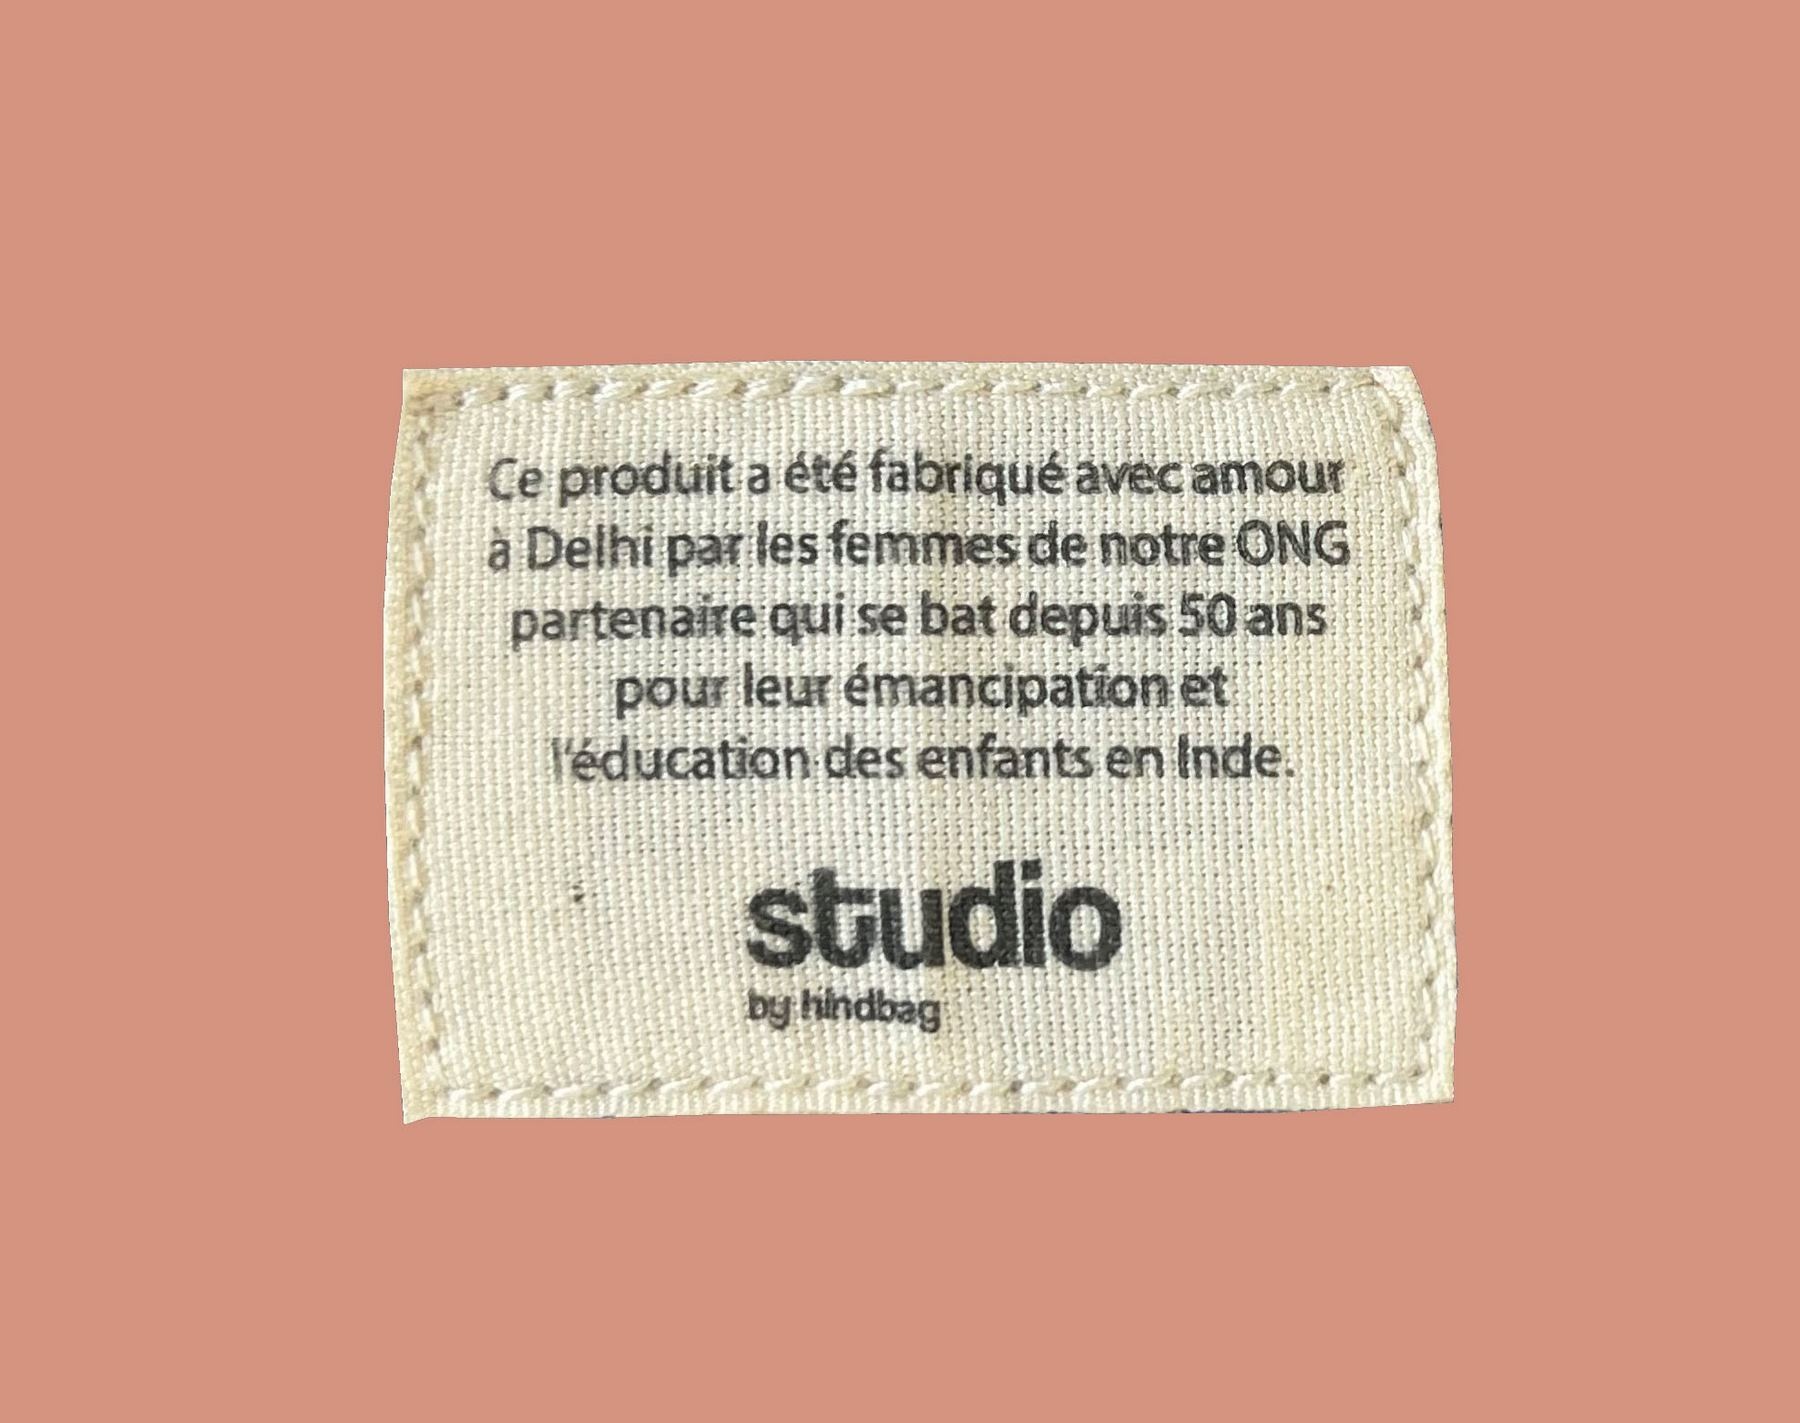 Ce produit a été fabriqué avec amour
à Delhi par les femmes de notre ONG
partenaire qui se bat depuis 50 ans
pour leur émancipation et
l'éducation des enfants en Inde.
studio
by hindbag